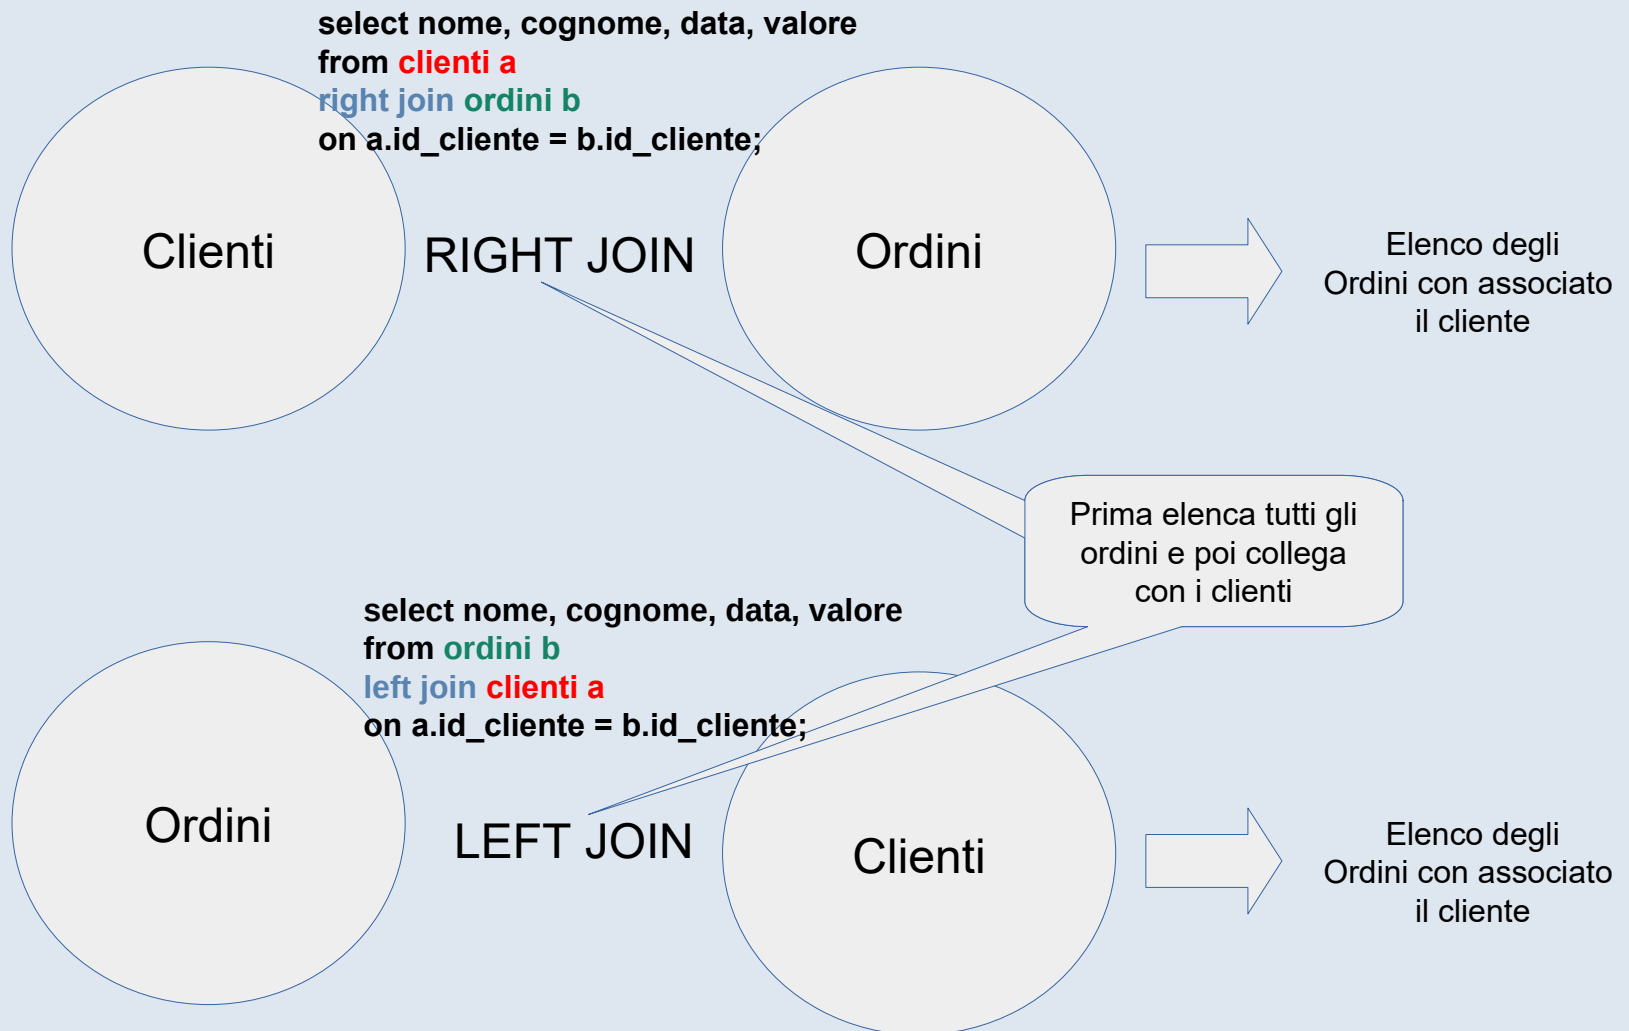 select nome, cognome, data, valore
from clienti a
right join ordini b
on a.id_cliente = b.id_cliente;
Clienti
RIGHT JOIN
Ordini
Elenco degli
Ordini con associato
il cliente
Prima elenca tutti gli
ordini e poi collega
con i clienti
select nome, cognome, data, valore
from ordini b
left join clienti a
on a.id_cliente = b.id_cliente;
Ordini
LEFT JOIN
Clienti
Elenco degli
Ordini con associato
il cliente